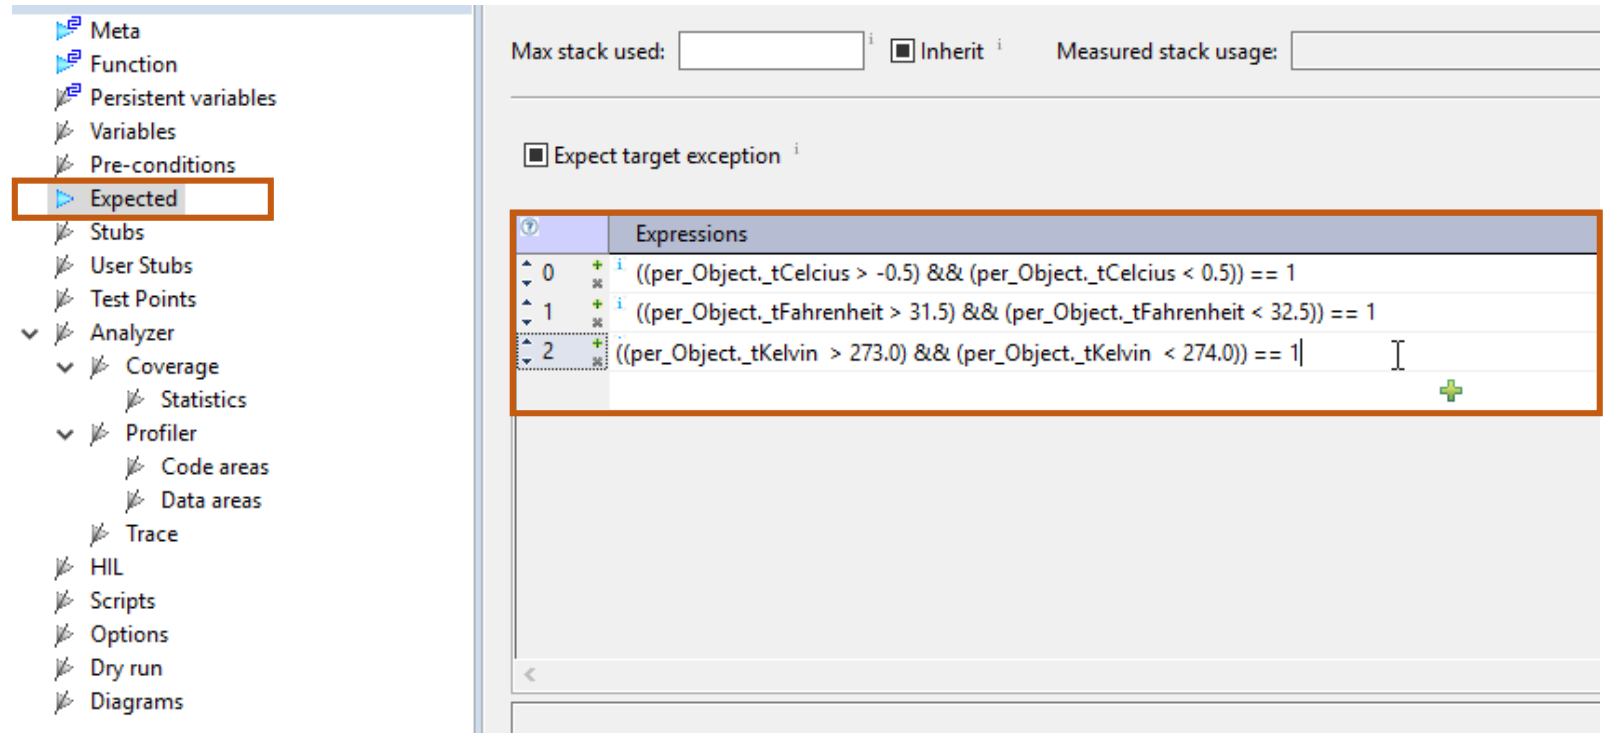 Meta
Function
Persistent variables
Variables
Pre-conditions
Expected
Stubs
User Stubs
Test Points
Analyzer
Coverage
Statistics
Profiler
Code areas
Data areas
Trace
HIL
Scripts
Options
Dry run
Diagrams
Max stack used: i Inherit i Measured stack usage:
Expect target exception i
? Expressions
0 i ((per_Object._tCelcius > -0.5) && (per_Object._tCelcius < 0.5)) == 1
1 i ((per_Object._tFahrenheit > 31.5) && (per_Object._tFahrenheit < 32.5)) == 1
2 ((per_Object._tKelvin  > 273.0) && (per_Object._tKelvin  < 274.0)) == 1